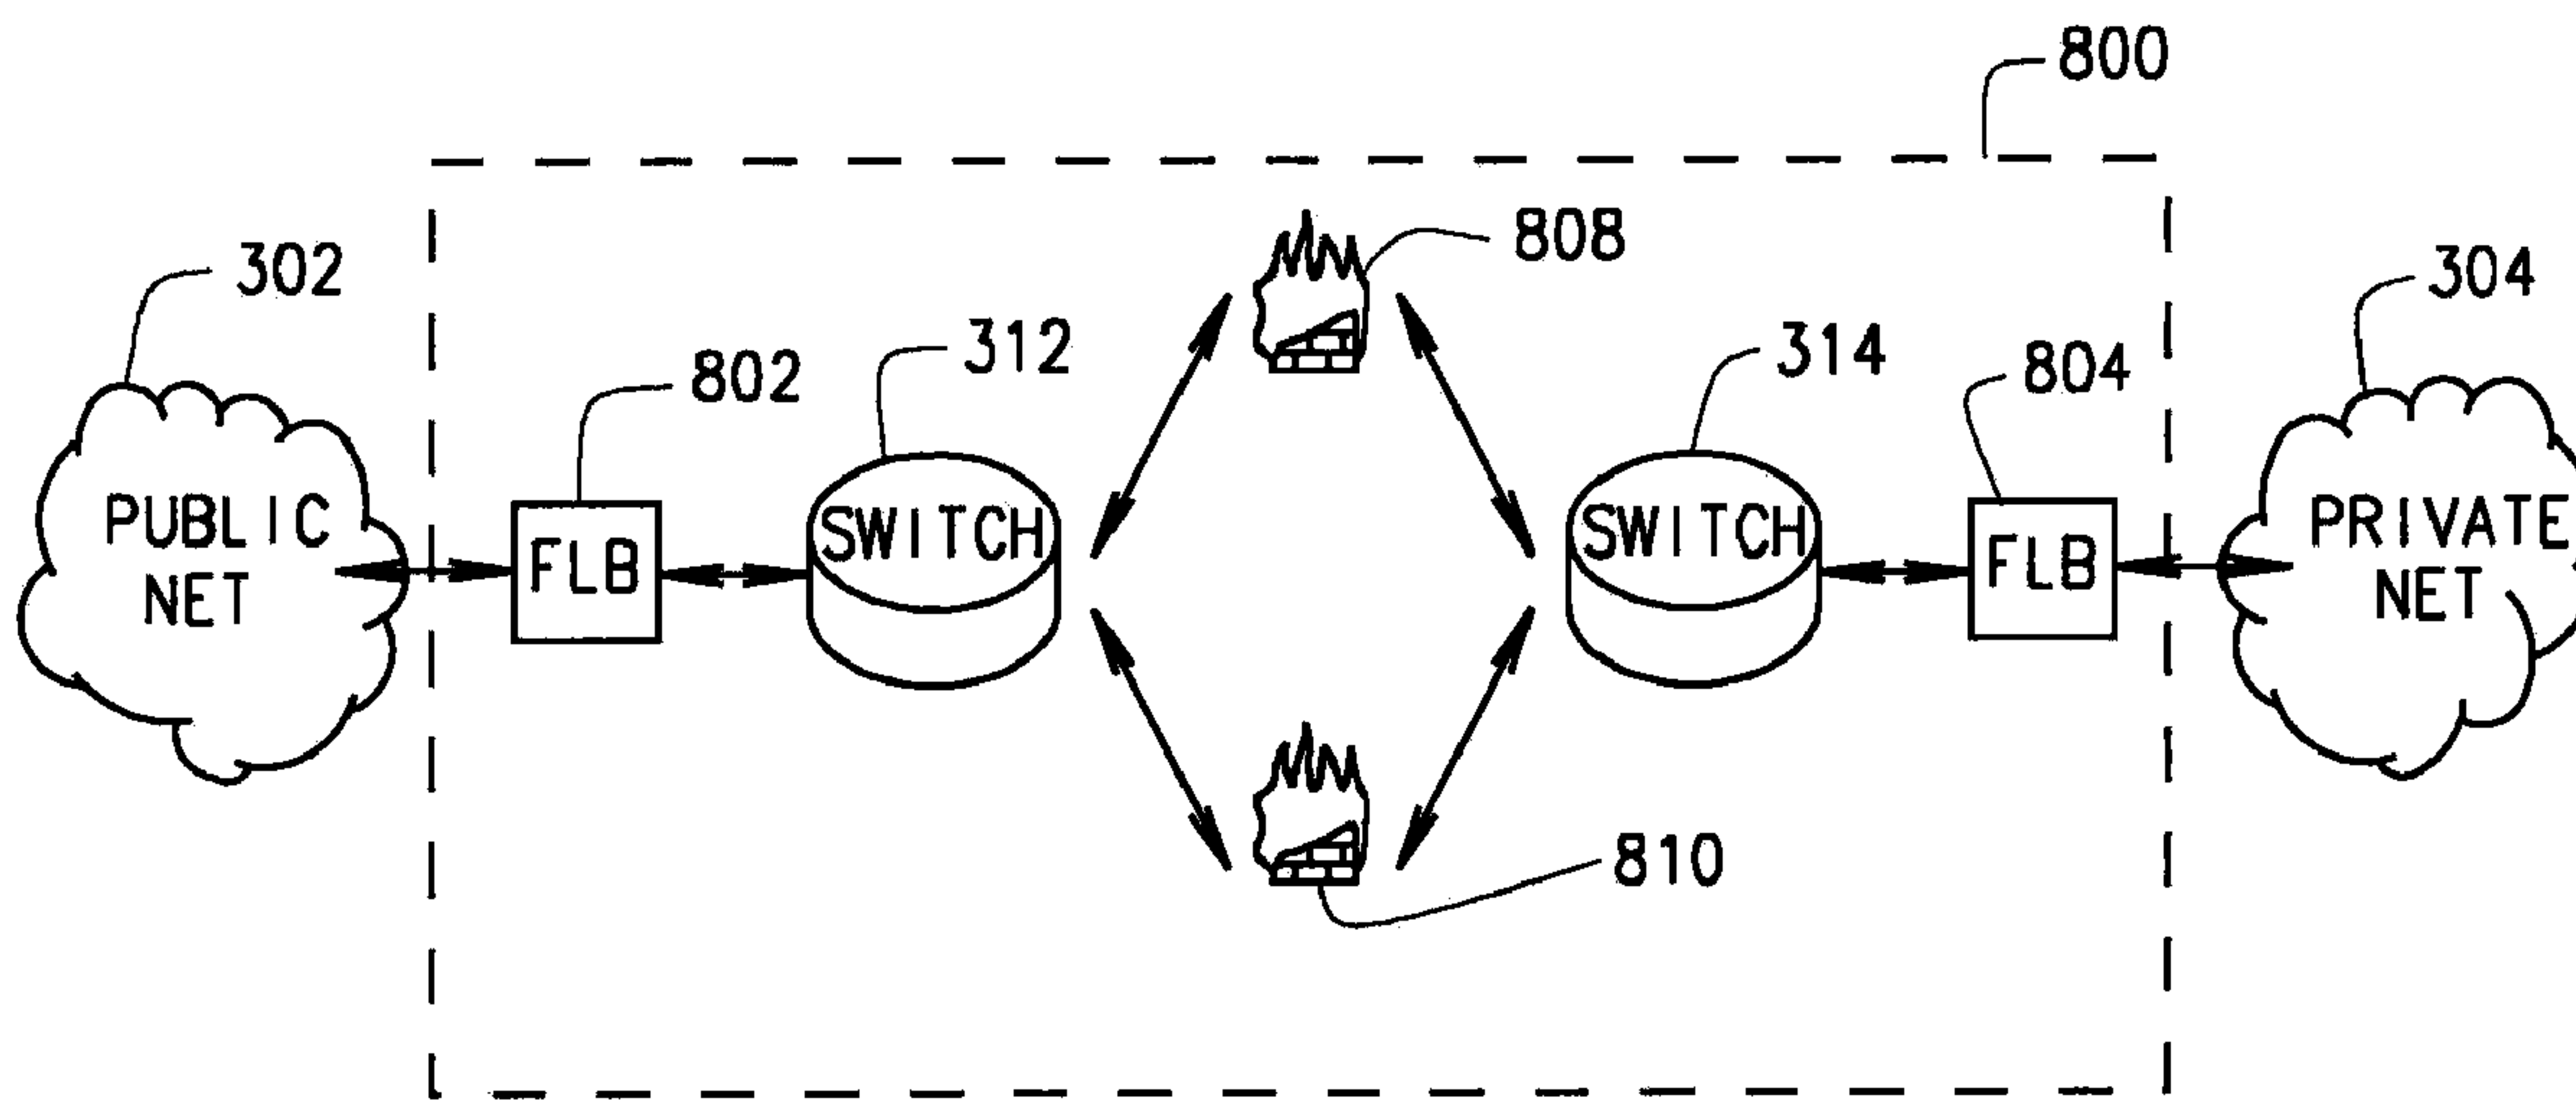 800
808
302
304
312
314
802
804
PUBLIC
NET
FLB
SWITCH
SWITCH
FLB
PRIVATE
NET
810